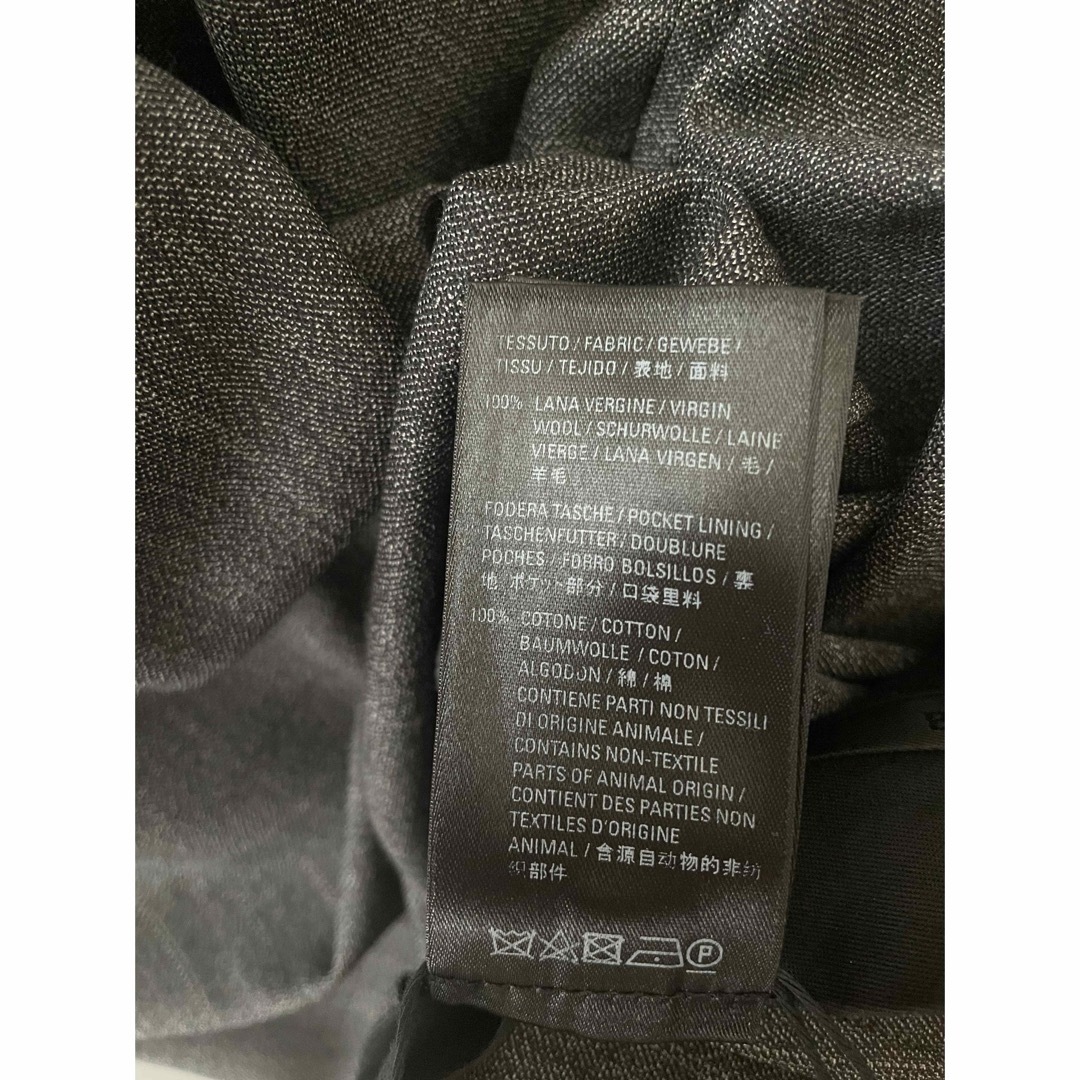 TESSUTO / FABRIC / GEWEBE /
TISSU / TEJIDO / 表地 / 面料
100% LANA VERGINE / VIRGIN
WOOL / SCHURWOLLE / LAINE
VIERGE / LANA VIRGEN / 毛 /
羊毛
FODERA TASCHE / POCKET LINING /
TASCHENFUTTER / DOUBLURE
POCHES / FORRO BOLSILLOS / 裏
地 ポケット部分 / 口袋里料
100% COTONE / COTTON /
BAUMWOLLE / COTON /
ALGODON / 綿 / 棉
CONTIENE PARTI NON TESSILI
DI ORIGINE ANIMALE /
CONTAINS NON-TEXTILE
PARTS OF ANIMAL ORIGIN /
CONTIENT DES PARTIES NON
TEXTILES D'ORIGINE
ANIMAL / 含源自动物的非纺
织部件
P